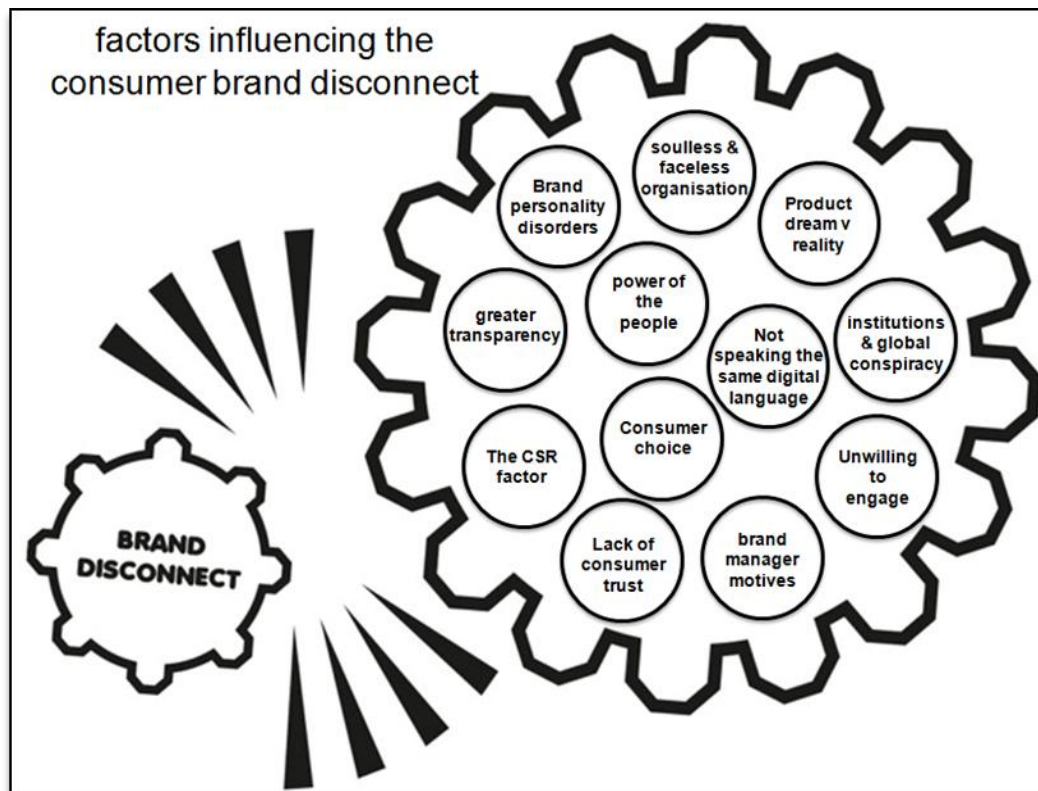 factors influencing the
consumer brand disconnect
soulless &
faceless
organisation
Brand
personality
disorders
Product
dream v
reality
power of
the
people
greater
transparency
institutions
& global
conspiracy
Not
speaking the
same digital
language
Consumer
choice
The CSR
factor
Unwilling
to
engage
Lack of
consumer
trust
brand
manager
motives
BRAND
DISCONNECT